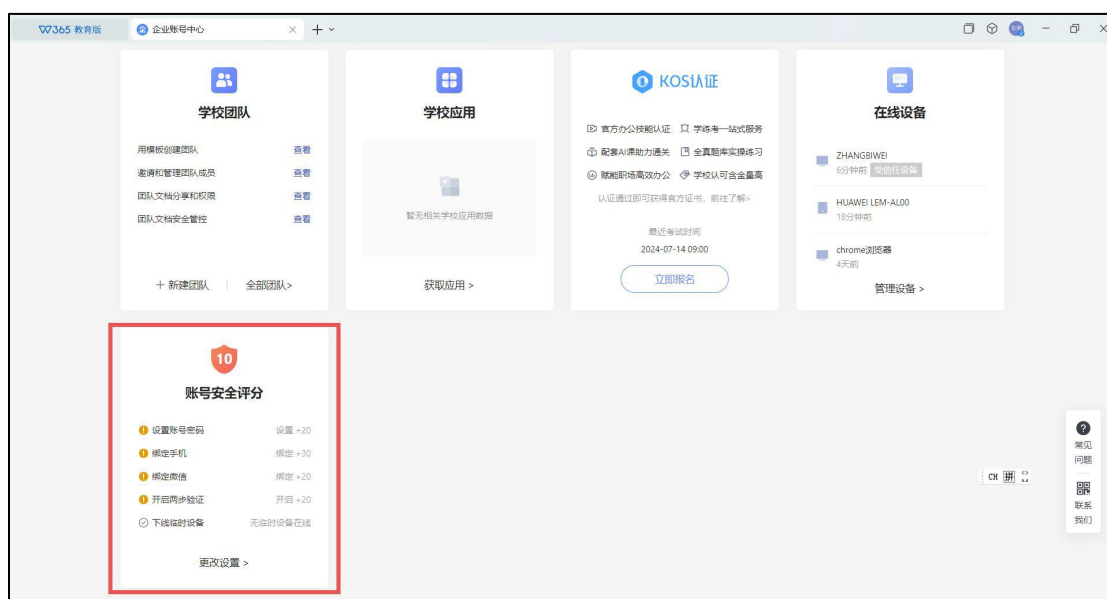 W365 教育版
企业账号中心
学校团队
用模板创建团队 查看
邀请和管理团队成员 查看
团队文档分享和权限 查看
团队文档安全管控 查看
+ 新建团队 | 全部团队>
学校应用
暂无相关学校应用数据
获取应用 >
KOS认证
官方办公技能认证 学练考一站式服务
配套AI课助力通关 全真题库实操练习
赋能职场高效办公 学校认可含金量高
认证通过即可获得官方证书，前往了解>
最近考试时间
2024-07-14 09:00
立即报名
在线设备
ZHANGBIWEI
6分钟前 受信任设备
HUAWEI LEM-AL00
18分钟前
chrome浏览器
4天前
管理设备 >
10
账号安全评分
设置账号密码 设置 +20
绑定手机 绑定 +30
绑定微信 绑定 +20
开启两步验证 开启 +20
下线临时设备 无临时设备在线
更改设置 >
CH 拼
常见
问题
联系
我们